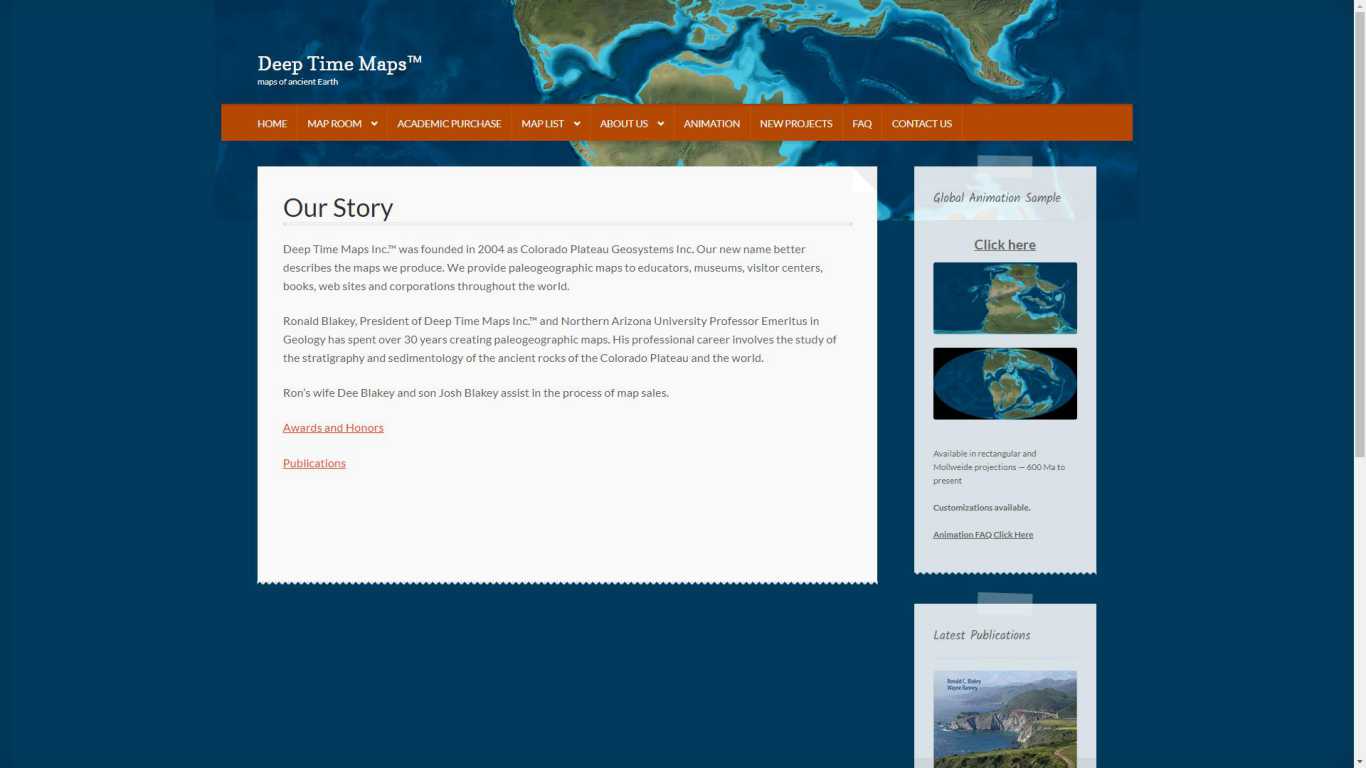 Deep Time Maps™
maps of ancient Earth
HOME MAP ROOM ACADEMIC PURCHASE MAP LIST ABOUT US ANIMATION NEW PROJECTS FAQ CONTACT US
Our Story
Deep Time Maps Inc.™ was founded in 2004 as Colorado Plateau Geosystems Inc. Our new name better
describes the maps we produce. We provide paleogeographic maps to educators, museums, visitor centers,
books, web sites and corporations throughout the world.
Ronald Blakey, President of Deep Time Maps Inc.™ and Northern Arizona University Professor Emeritus in
Geology has spent over 30 years creating paleogeographic maps. His professional career involves the study of
the stratigraphy and sedimentology of the ancient rocks of the Colorado Plateau and the world.
Ron's wife Dee Blakey and son Josh Blakey assist in the process of map sales.
Awards and Honors
Publications
Global Animation Sample
Click here
Available in rectangular and
Mollweide projections — 600 Ma to
present
Customizations available.
Animation FAQ Click Here
Latest Publications
Ronald C. Blakey
Wayne Ranney